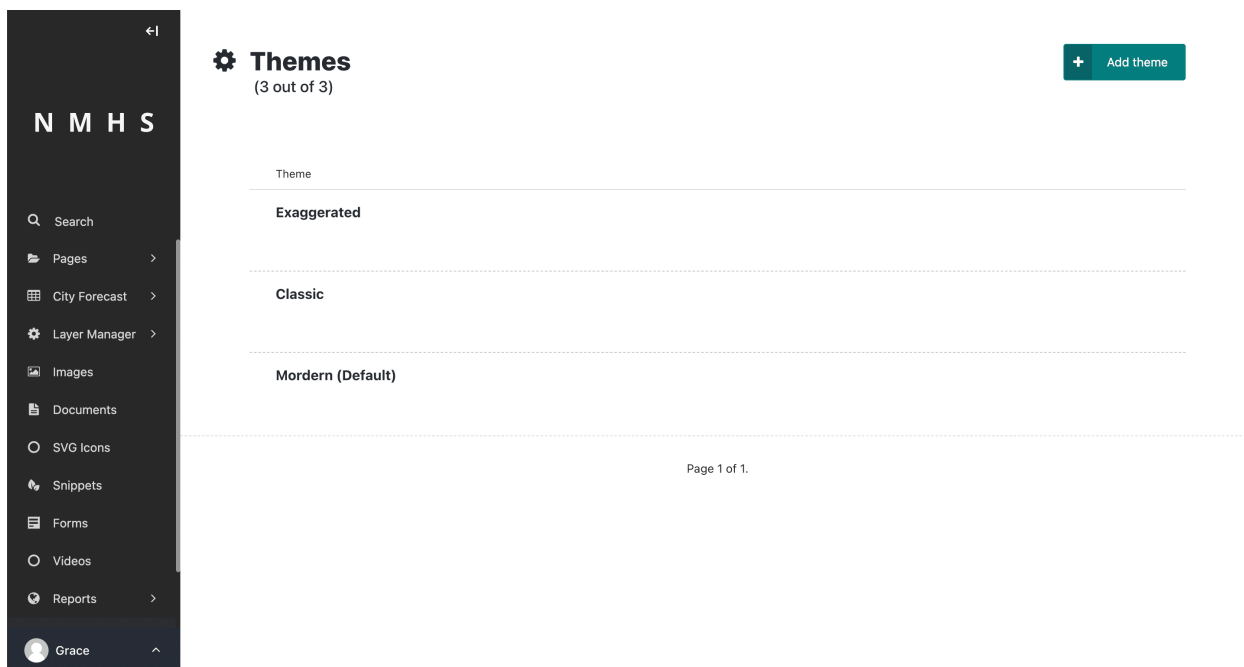 N M H S
Search
Pages
City Forecast
Layer Manager
Images
Documents
SVG Icons
Snippets
Forms
Videos
Reports
Grace
Themes
(3 out of 3)
Add theme
Theme
Exaggerated
Classic
Mordern (Default)
Page 1 of 1.